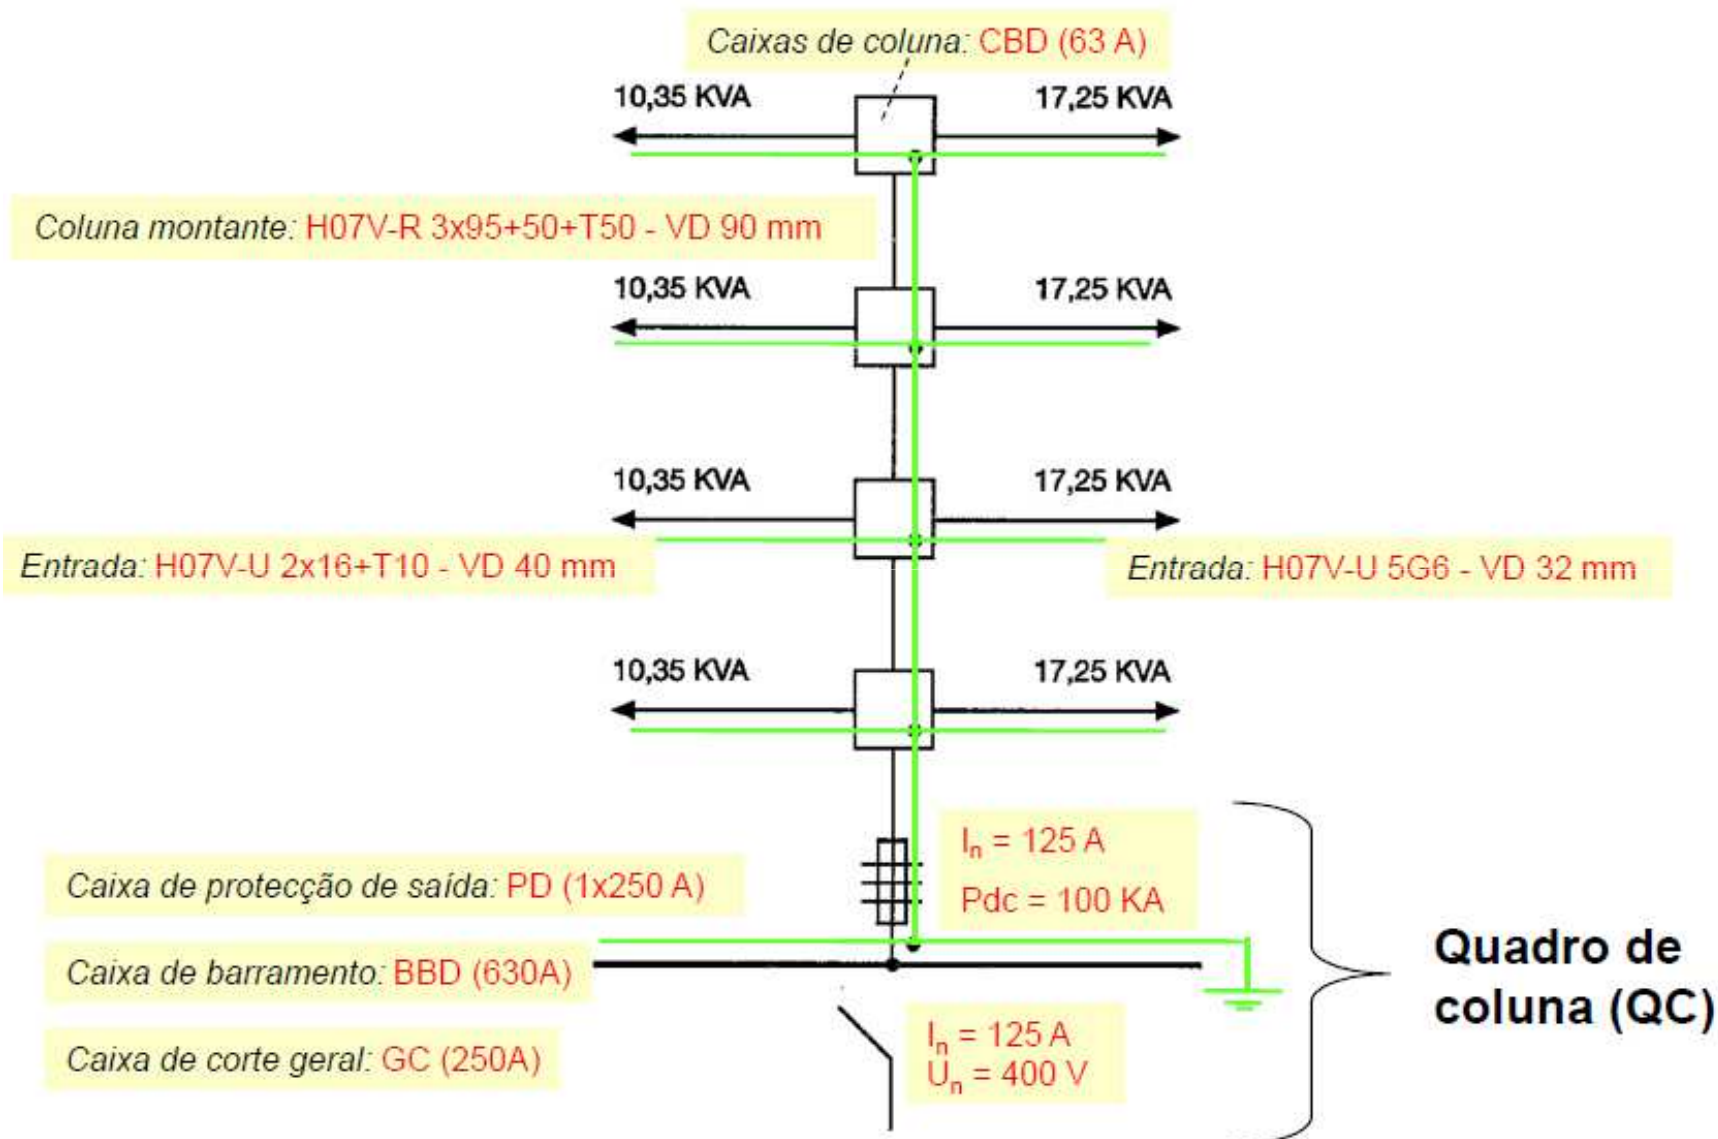 Caixas de coluna: CBD (63 A)
10,35 KVA
17,25 KVA
Coluna montante: H07V-R 3x95+50+T50 - VD 90 mm
10,35 KVA
17,25 KVA
10,35 KVA
17,25 KVA
Entrada: H07V-U 2x16+T10 - VD 40 mm
Entrada: H07V-U 5G6 - VD 32 mm
10,35 KVA
17,25 KVA
In = 125 A
Pdc = 100 KA
Caixa de protecção de saída: PD (1x250 A)
Caixa de barramento: BBD (630A)
Caixa de corte geral: GC (250A)
In = 125 A
Un = 400 V
Quadro de
coluna (QC)